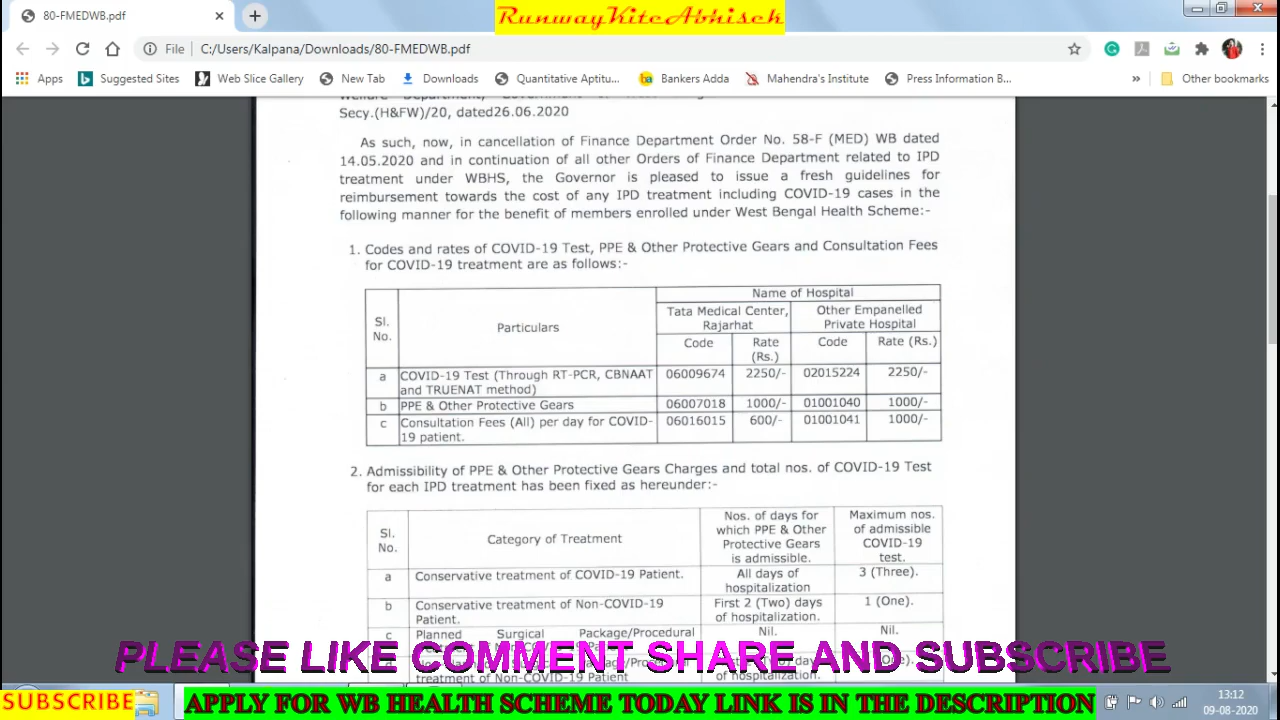 80-FMEDWB.pdf
RunwayKiteAbhisek
File C:/Users/Kalpana/Downloads/80-FMEDWB.pdf
Apps Suggested Sites Web Slice Gallery New Tab Downloads Quantitative Aptitu... Bankers Adda Mahendra's Institute Press Information B... » Other bookmarks
Welfare Department,
Secy.(H&FW)/20, dated26.06.2020
As such, now, in cancellation of Finance Department Order No. 58-F (MED) WB dated
14.05.2020 and in continuation of all other Orders of Finance Department related to IPD
treatment under WBHS, the Governor is pleased to issue a fresh guidelines for
reimbursement towards the cost of any IPD treatment including COVID-19 cases in the
following manner for the benefit of members enrolled under West Bengal Health Scheme:-
1. Codes and rates of COVID-19 Test, PPE & Other Protective Gears and Consultation Fees
for COVID-19 treatment are as follows:-
Sl. No. Particulars Name of Hospital
Tata Medical Center, Rajarhat Other Empanelled Private Hospital
Code Rate (Rs.) Code Rate (Rs.)
a COVID-19 Test (Through RT-PCR, CBNAAT 06009674 2250/- 02015224 2250/-
and TRUENAT method)
b PPE & Other Protective Gears 06007018 1000/- 01001040 1000/-
c Consultation Fees (All) per day for COVID- 06016015 600/- 01001041 1000/-
19 patient.
2. Admissibility of PPE & Other Protective Gears Charges and total nos. of COVID-19 Test
for each IPD treatment has been fixed as hereunder:-
Sl. No. Category of Treatment Nos. of days for which PPE & Other Protective Gears is admissible. Maximum nos. of admissible COVID-19 test.
a Conservative treatment of COVID-19 Patient. All days of hospitalization 3 (Three).
b Conservative treatment of Non-COVID-19 First 2 (Two) days 1 (One).
Patient. of hospitalization.
c Planned Surgical Package/Procedural Nil. Nil.
PLEASE LIKE COMMENT SHARE AND SUBSCRIBE
treatment of Non-COVID-19 Patient of hospitalization.
SUBSCRIBE
APPLY FOR WB HEALTH SCHEME TODAY LINK IS IN THE DESCRIPTION
13:12
09-08-2020